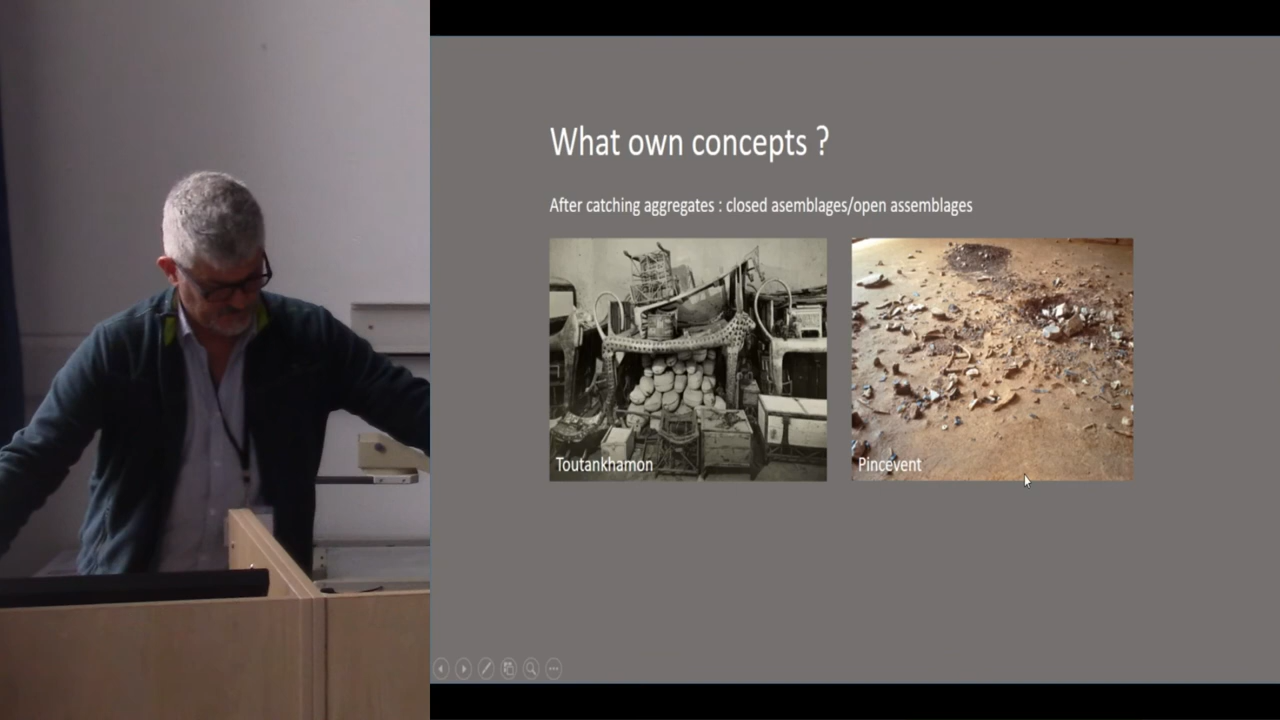 What own concepts ?
After catching aggregates : closed asemblages/open assemblages
Toutankhamon
Pincevent